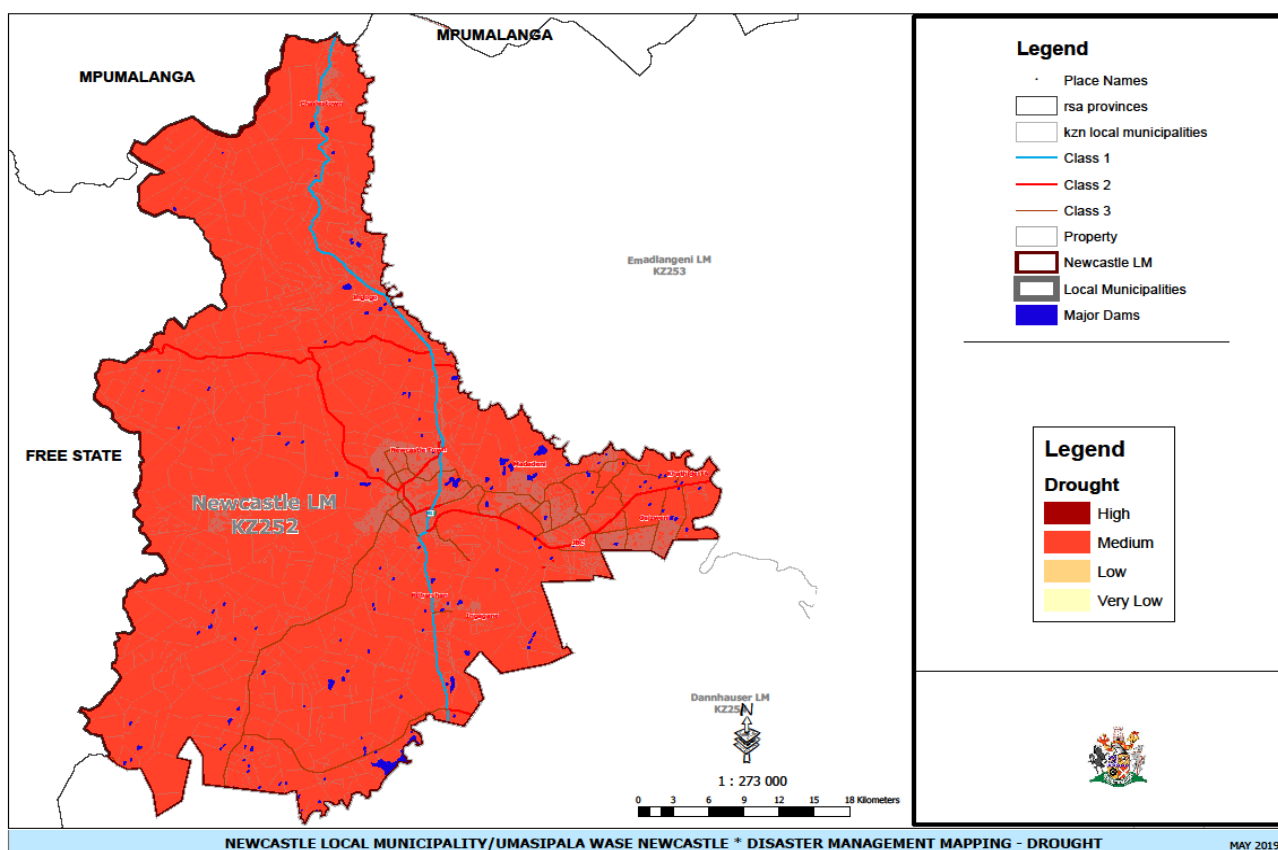 MPUMALANGA
MPUMALANGA
Charlestown
Emadlangeni LM
KZ253
Ingogo
FREE STATE
Newcastle LM
KZ252
Madadeni
Dannhauser LM
N
1 : 273 000
0 3 6 9 12 15 18 Kilometers
Legend
Place Names
rsa provinces
kzn local municipalities
Class 1
Class 2
Class 3
Property
Newcastle LM
Local Municipalities
Major Dams
Legend
Drought
High
Medium
Low
Very Low
NEWCASTLE LOCAL MUNICIPALITY/UMASIPALA WASE NEWCASTLE * DISASTER MANAGEMENT MAPPING - DROUGHT
MAY 2019